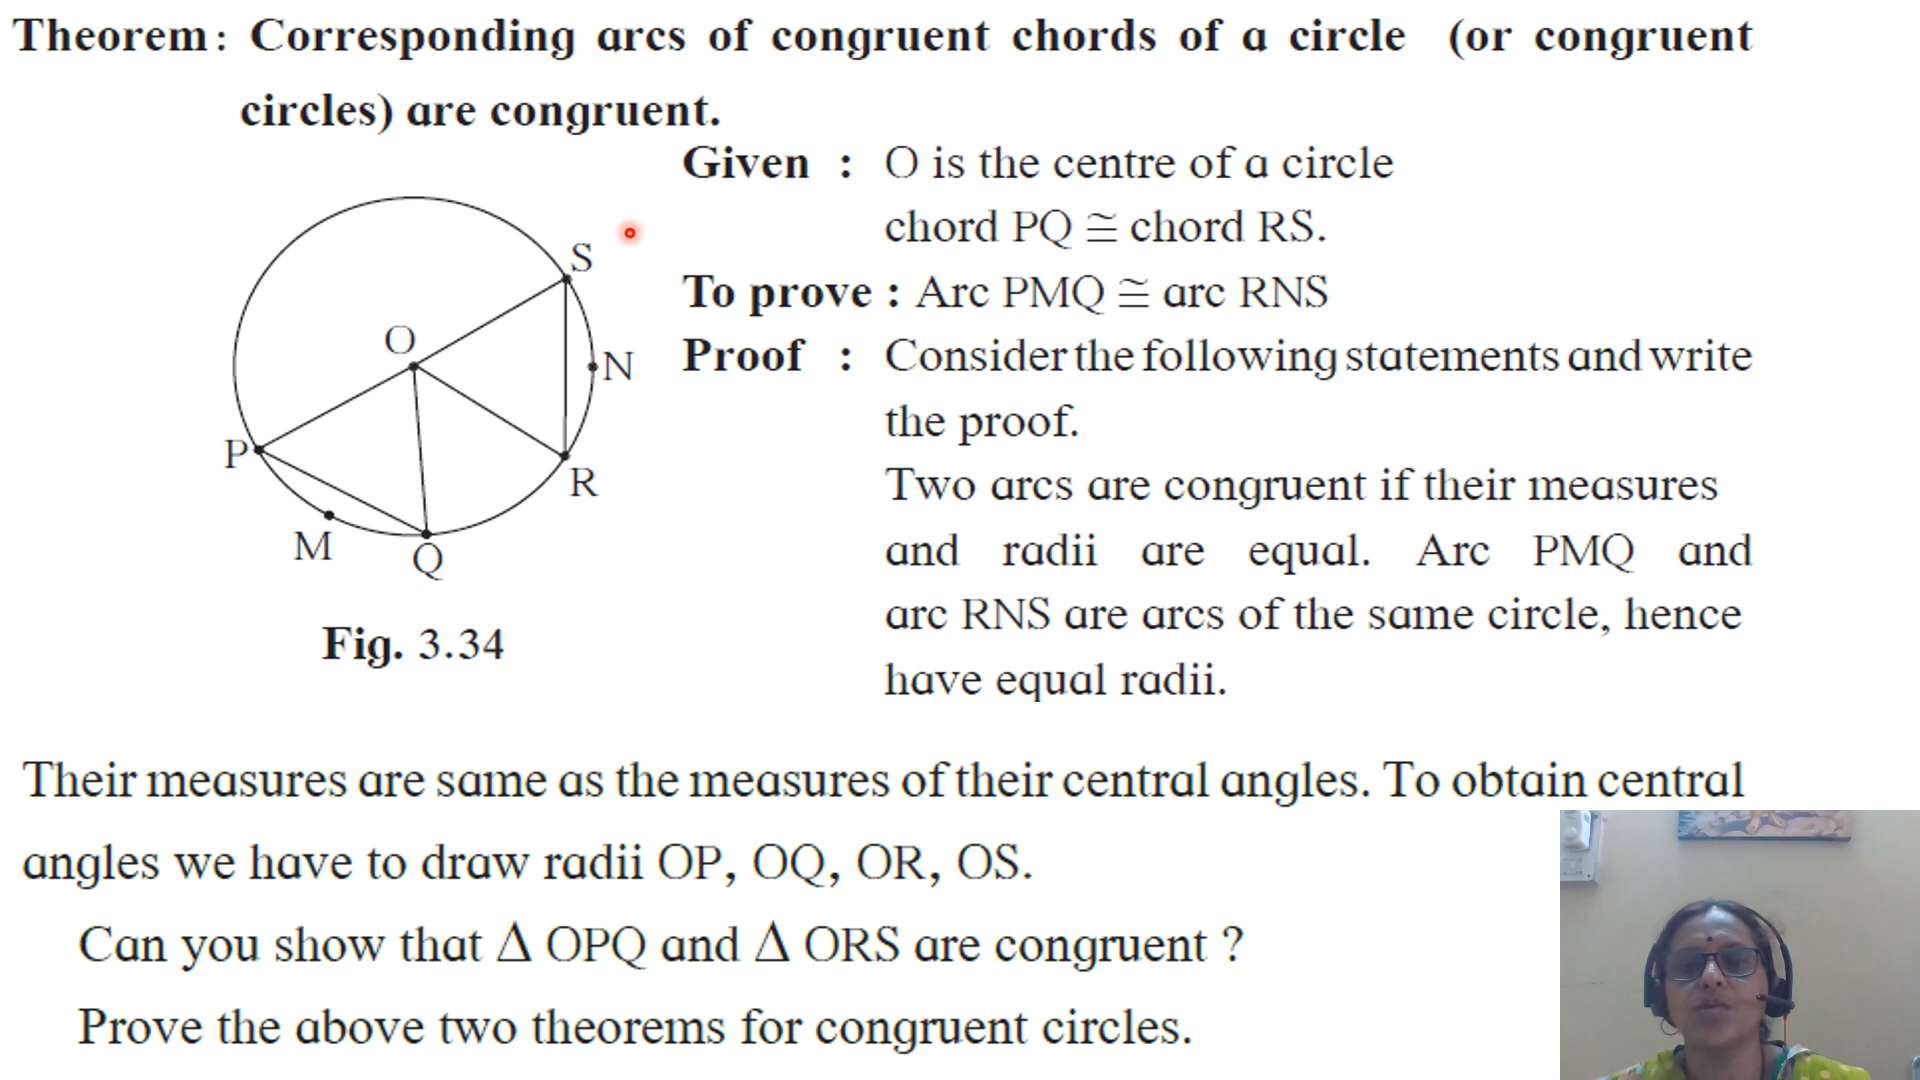 Theorem: Corresponding arcs of congruent chords of a circle (or congruent
circles) are congruent.
Given : O is the centre of a circle
chord PQ ≅ chord RS.
To prove : Arc PMQ ≅ arc RNS
Proof : Consider the following statements and write
the proof.
Two arcs are congruent if their measures
and radii are equal. Arc PMQ and
arc RNS are arcs of the same circle, hence
have equal radii.
S
O
N
P
R
M
Q
Fig. 3.34
Their measures are same as the measures of their central angles. To obtain central
angles we have to draw radii OP, OQ, OR, OS.
Can you show that Δ OPQ and Δ ORS are congruent ?
Prove the above two theorems for congruent circles.